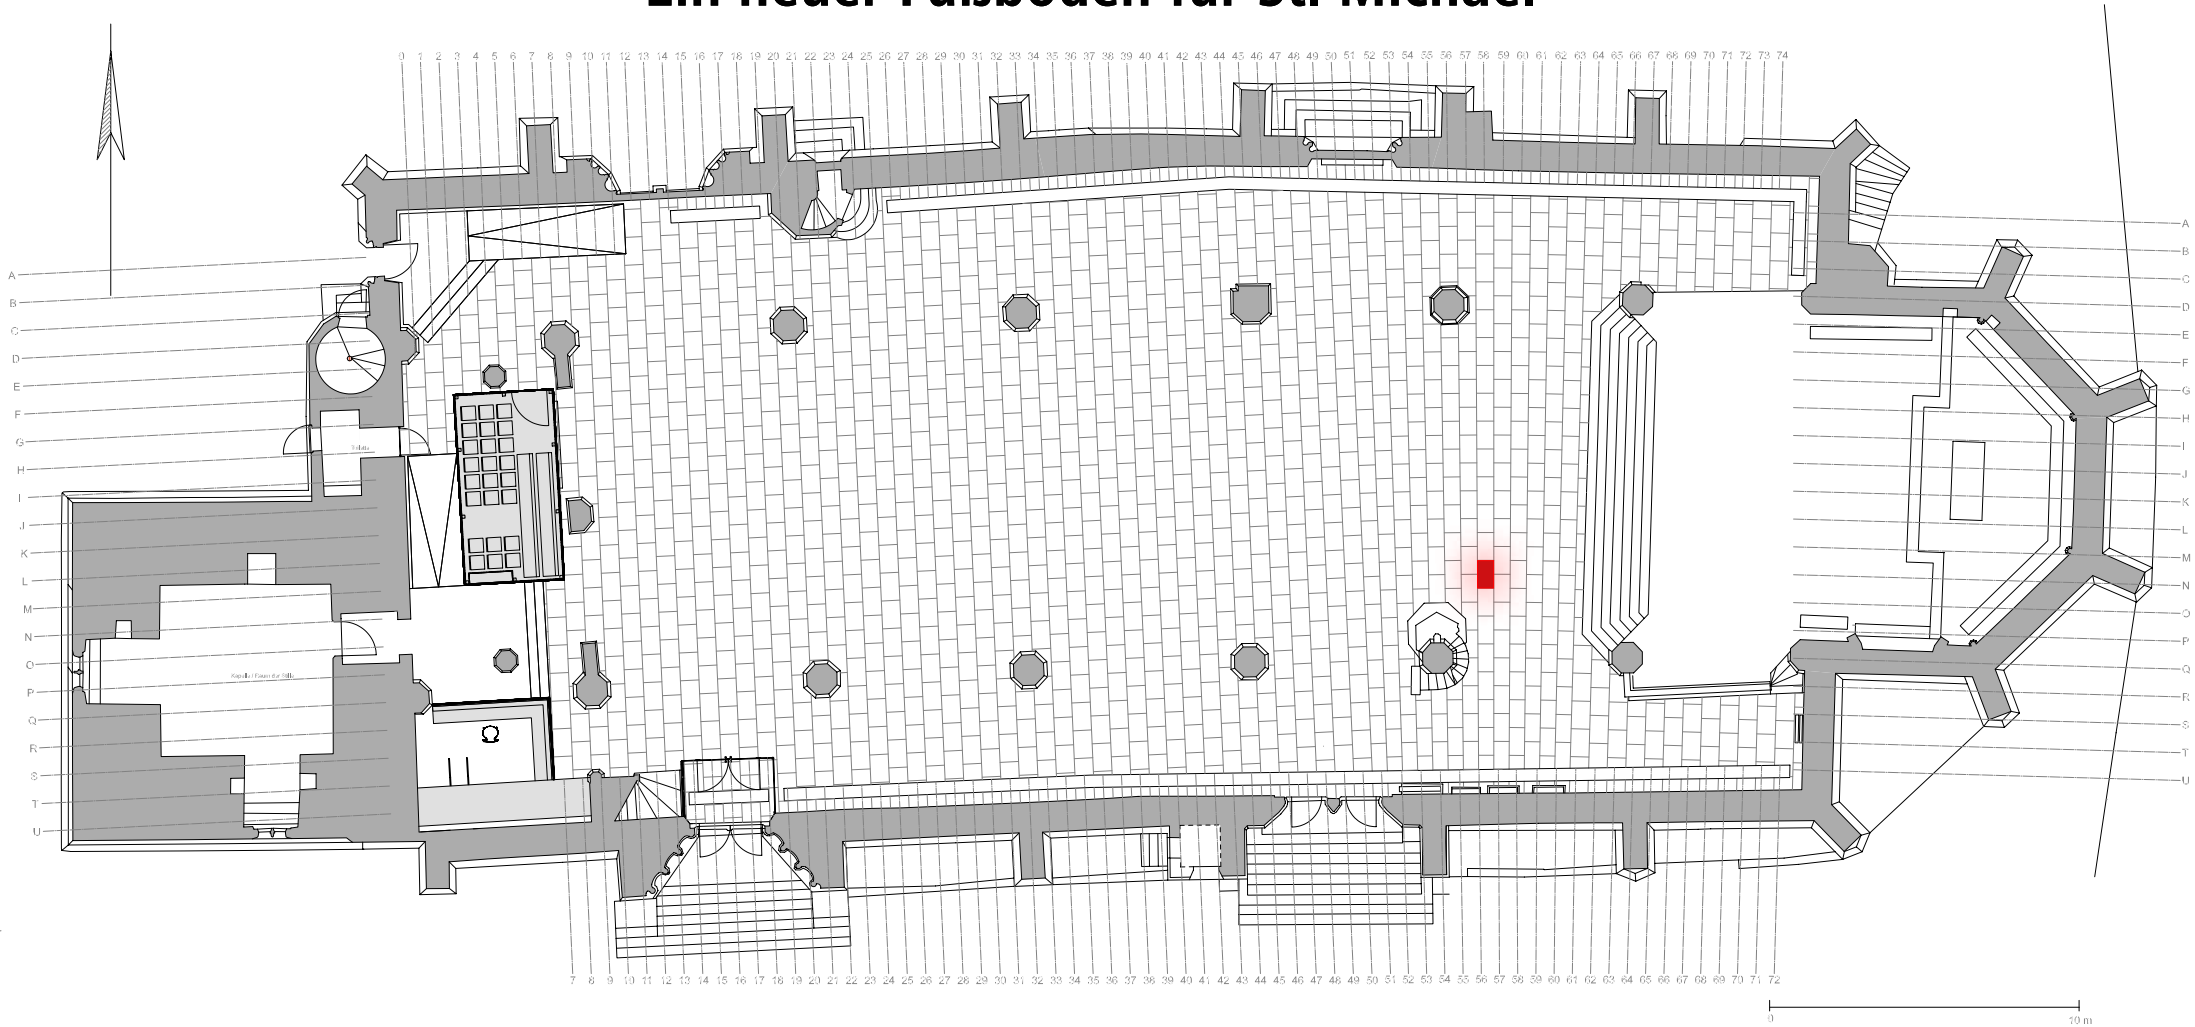 Ein neuer Fußboden für St. Michael
0 1 2 3 4 5 6 7 8 9 10 11 12 13 14 15 16 17 18 19 20 21 22 23 24 25 26 27 28 29 30 31 32 33 34 35 36 37 38 39 40 41 42 43 44 45 46 47 48 49 50 51 52 53 54 55 56 57 58 59 60 61 62 63 64 65 66 67 68 69 70 71 72 73 74
A
B
C
D
E
F
G
H
I
J
K
L
M
N
O
P
Q
R
S
T
U
A
B
C
D
E
F
G
H
I
J
K
L
M
N
O
P
Q
R
S
T
U
7 8 9 10 11 12 13 14 15 16 17 18 19 20 21 22 23 24 25 26 27 28 29 30 31 32 33 34 35 36 37 38 39 40 41 42 43 44 45 46 47 48 49 50 51 52 53 54 55 56 57 58 59 60 61 62 63 64 65 66 67 68 69 70 71 72
0 10 m